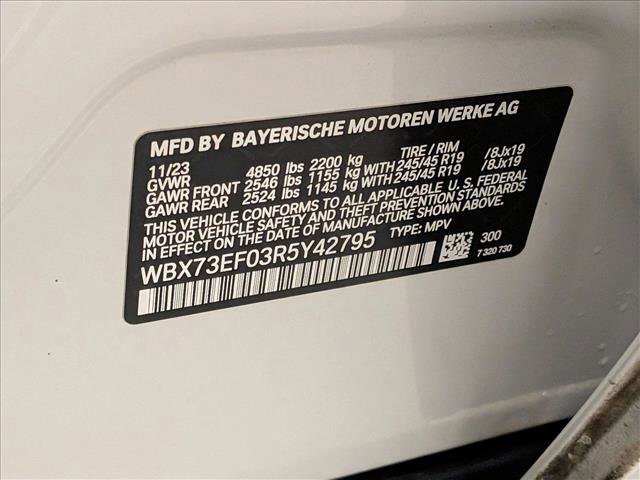 MFD BY BAYERISCHE MOTOREN WERKE AG
11/23 TIRE / RIM
GVWR 4850 lbs 2200 kg
GAWR FRONT 2546 lbs 1155 kg WITH 245/45 R19 /8Jx19
GAWR REAR 2524 lbs 1145 kg WITH 245/45 R19 /8Jx19
THIS VEHICLE CONFORMS TO ALL APPLICABLE U.S. FEDERAL
MOTOR VEHICLE SAFETY AND THEFT PREVENTION STANDARDS
IN EFFECT ON THE DATE OF MANUFACTURE SHOWN ABOVE.
WBX73EF03R5Y42795 TYPE: MPV 300
7 320 730